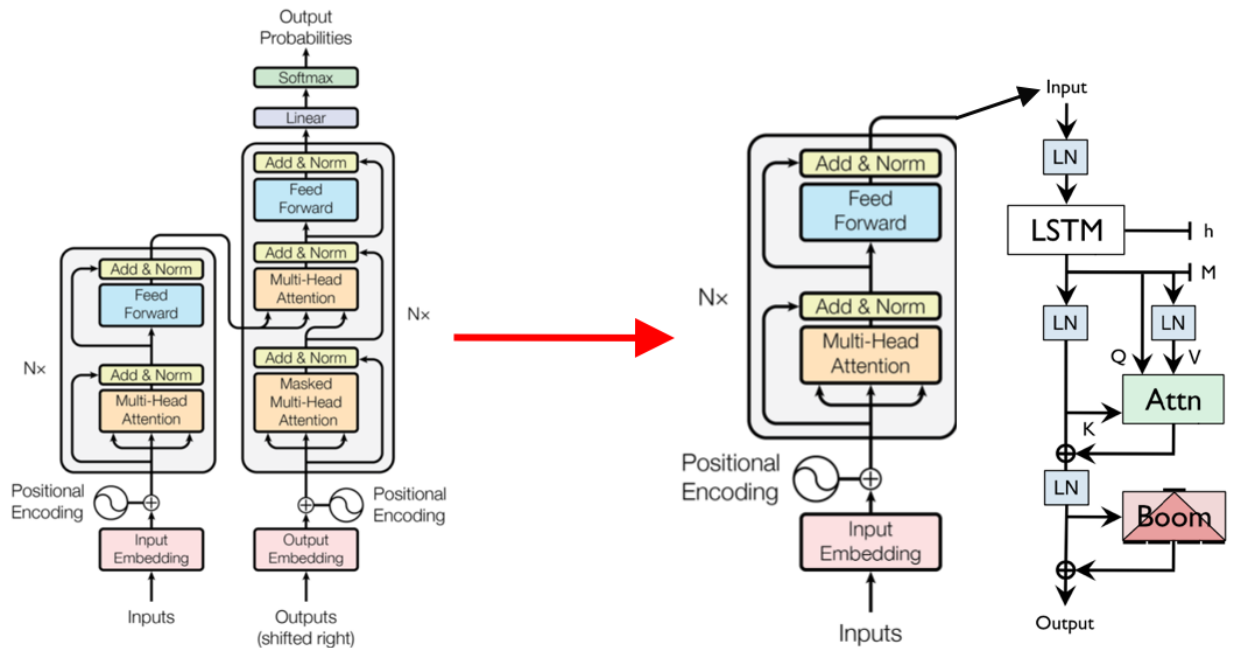 Output
Probabilities
Softmax
Linear
Add & Norm
Feed
Forward
Add & Norm
Multi-Head
Attention
Nx
Add & Norm
Masked
Multi-Head
Attention
Add & Norm
Feed
Forward
Nx
Add & Norm
Multi-Head
Attention
Positional
Encoding
Positional
Encoding
Input
Embedding
Output
Embedding
Inputs
Outputs
(shifted right)
Add & Norm
Feed
Forward
Nx
Add & Norm
Multi-Head
Attention
Positional
Encoding
Input
Embedding
Inputs
Input
LN
LSTM
h
M
LN
LN
Q
V
Attn
K
LN
Boom
Output